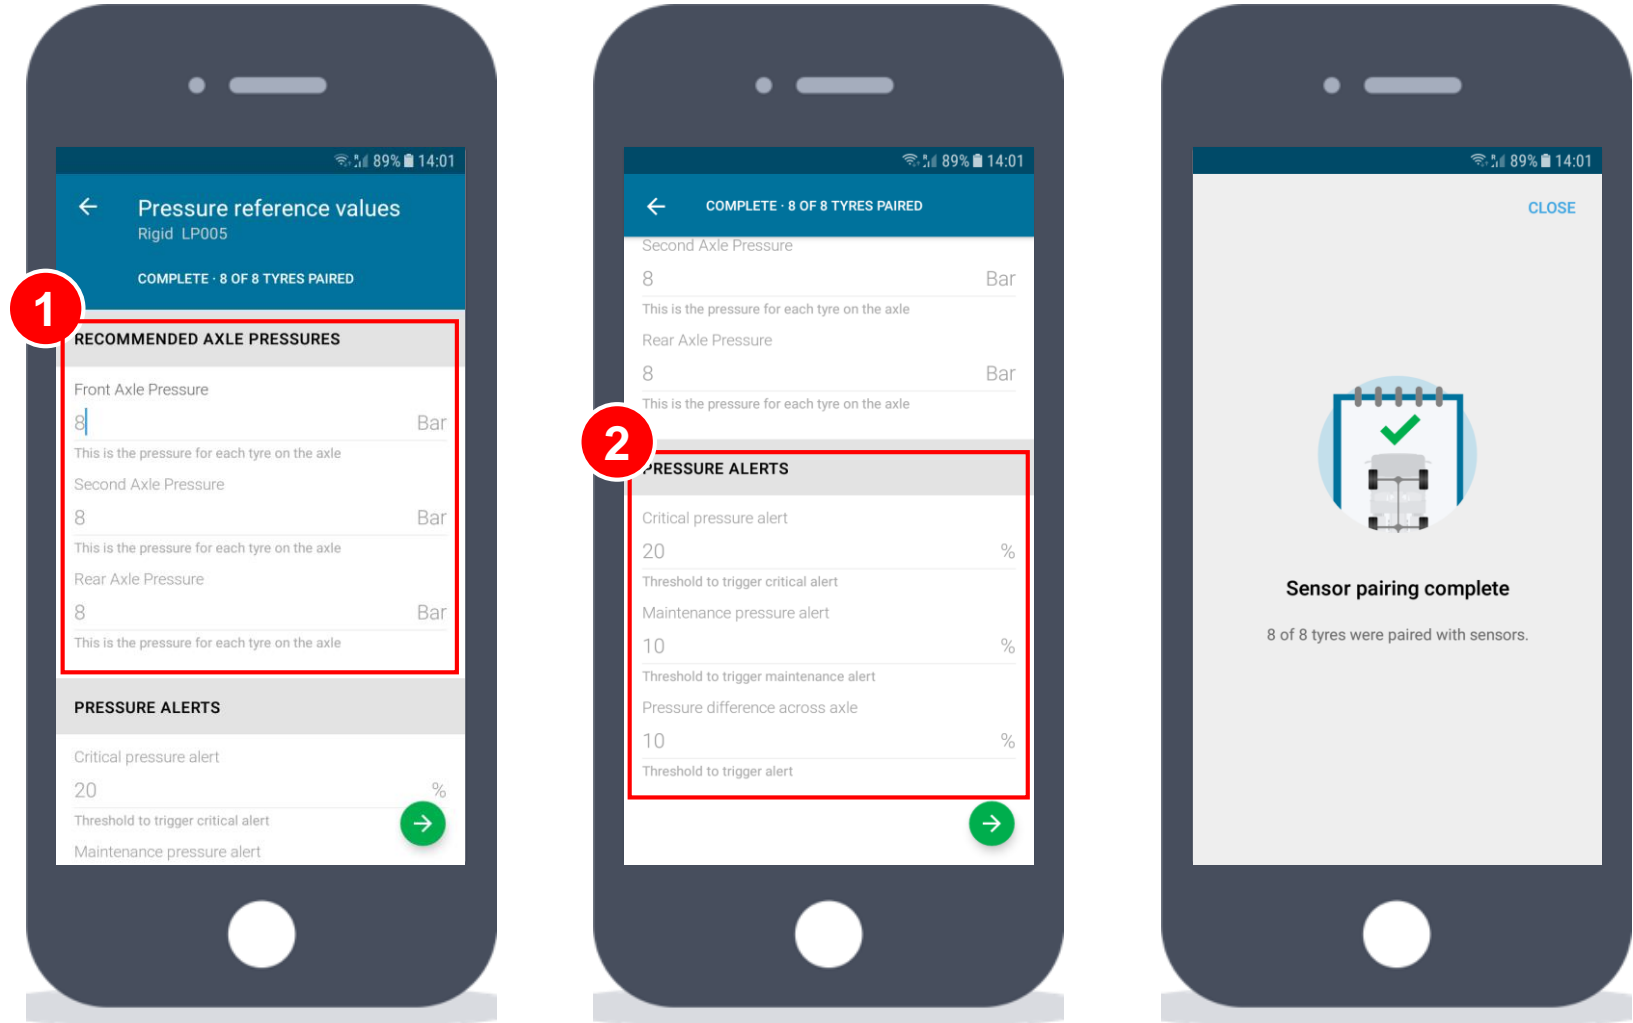 89% 14:01
Pressure reference values
Rigid LP005
COMPLETE · 8 OF 8 TYRES PAIRED
1
RECOMMENDED AXLE PRESSURES
Front Axle Pressure
8 Bar
This is the pressure for each tyre on the axle
Second Axle Pressure
8 Bar
This is the pressure for each tyre on the axle
Rear Axle Pressure
8 Bar
This is the pressure for each tyre on the axle
PRESSURE ALERTS
Critical pressure alert
20 %
Threshold to trigger critical alert
Maintenance pressure alert
89% 14:01
COMPLETE · 8 OF 8 TYRES PAIRED
Second Axle Pressure
8 Bar
This is the pressure for each tyre on the axle
Rear Axle Pressure
8 Bar
This is the pressure for each tyre on the axle
2
PRESSURE ALERTS
Critical pressure alert
20 %
Threshold to trigger critical alert
Maintenance pressure alert
10 %
Threshold to trigger maintenance alert
Pressure difference across axle
10 %
Threshold to trigger alert
89% 14:01
CLOSE
Sensor pairing complete
8 of 8 tyres were paired with sensors.